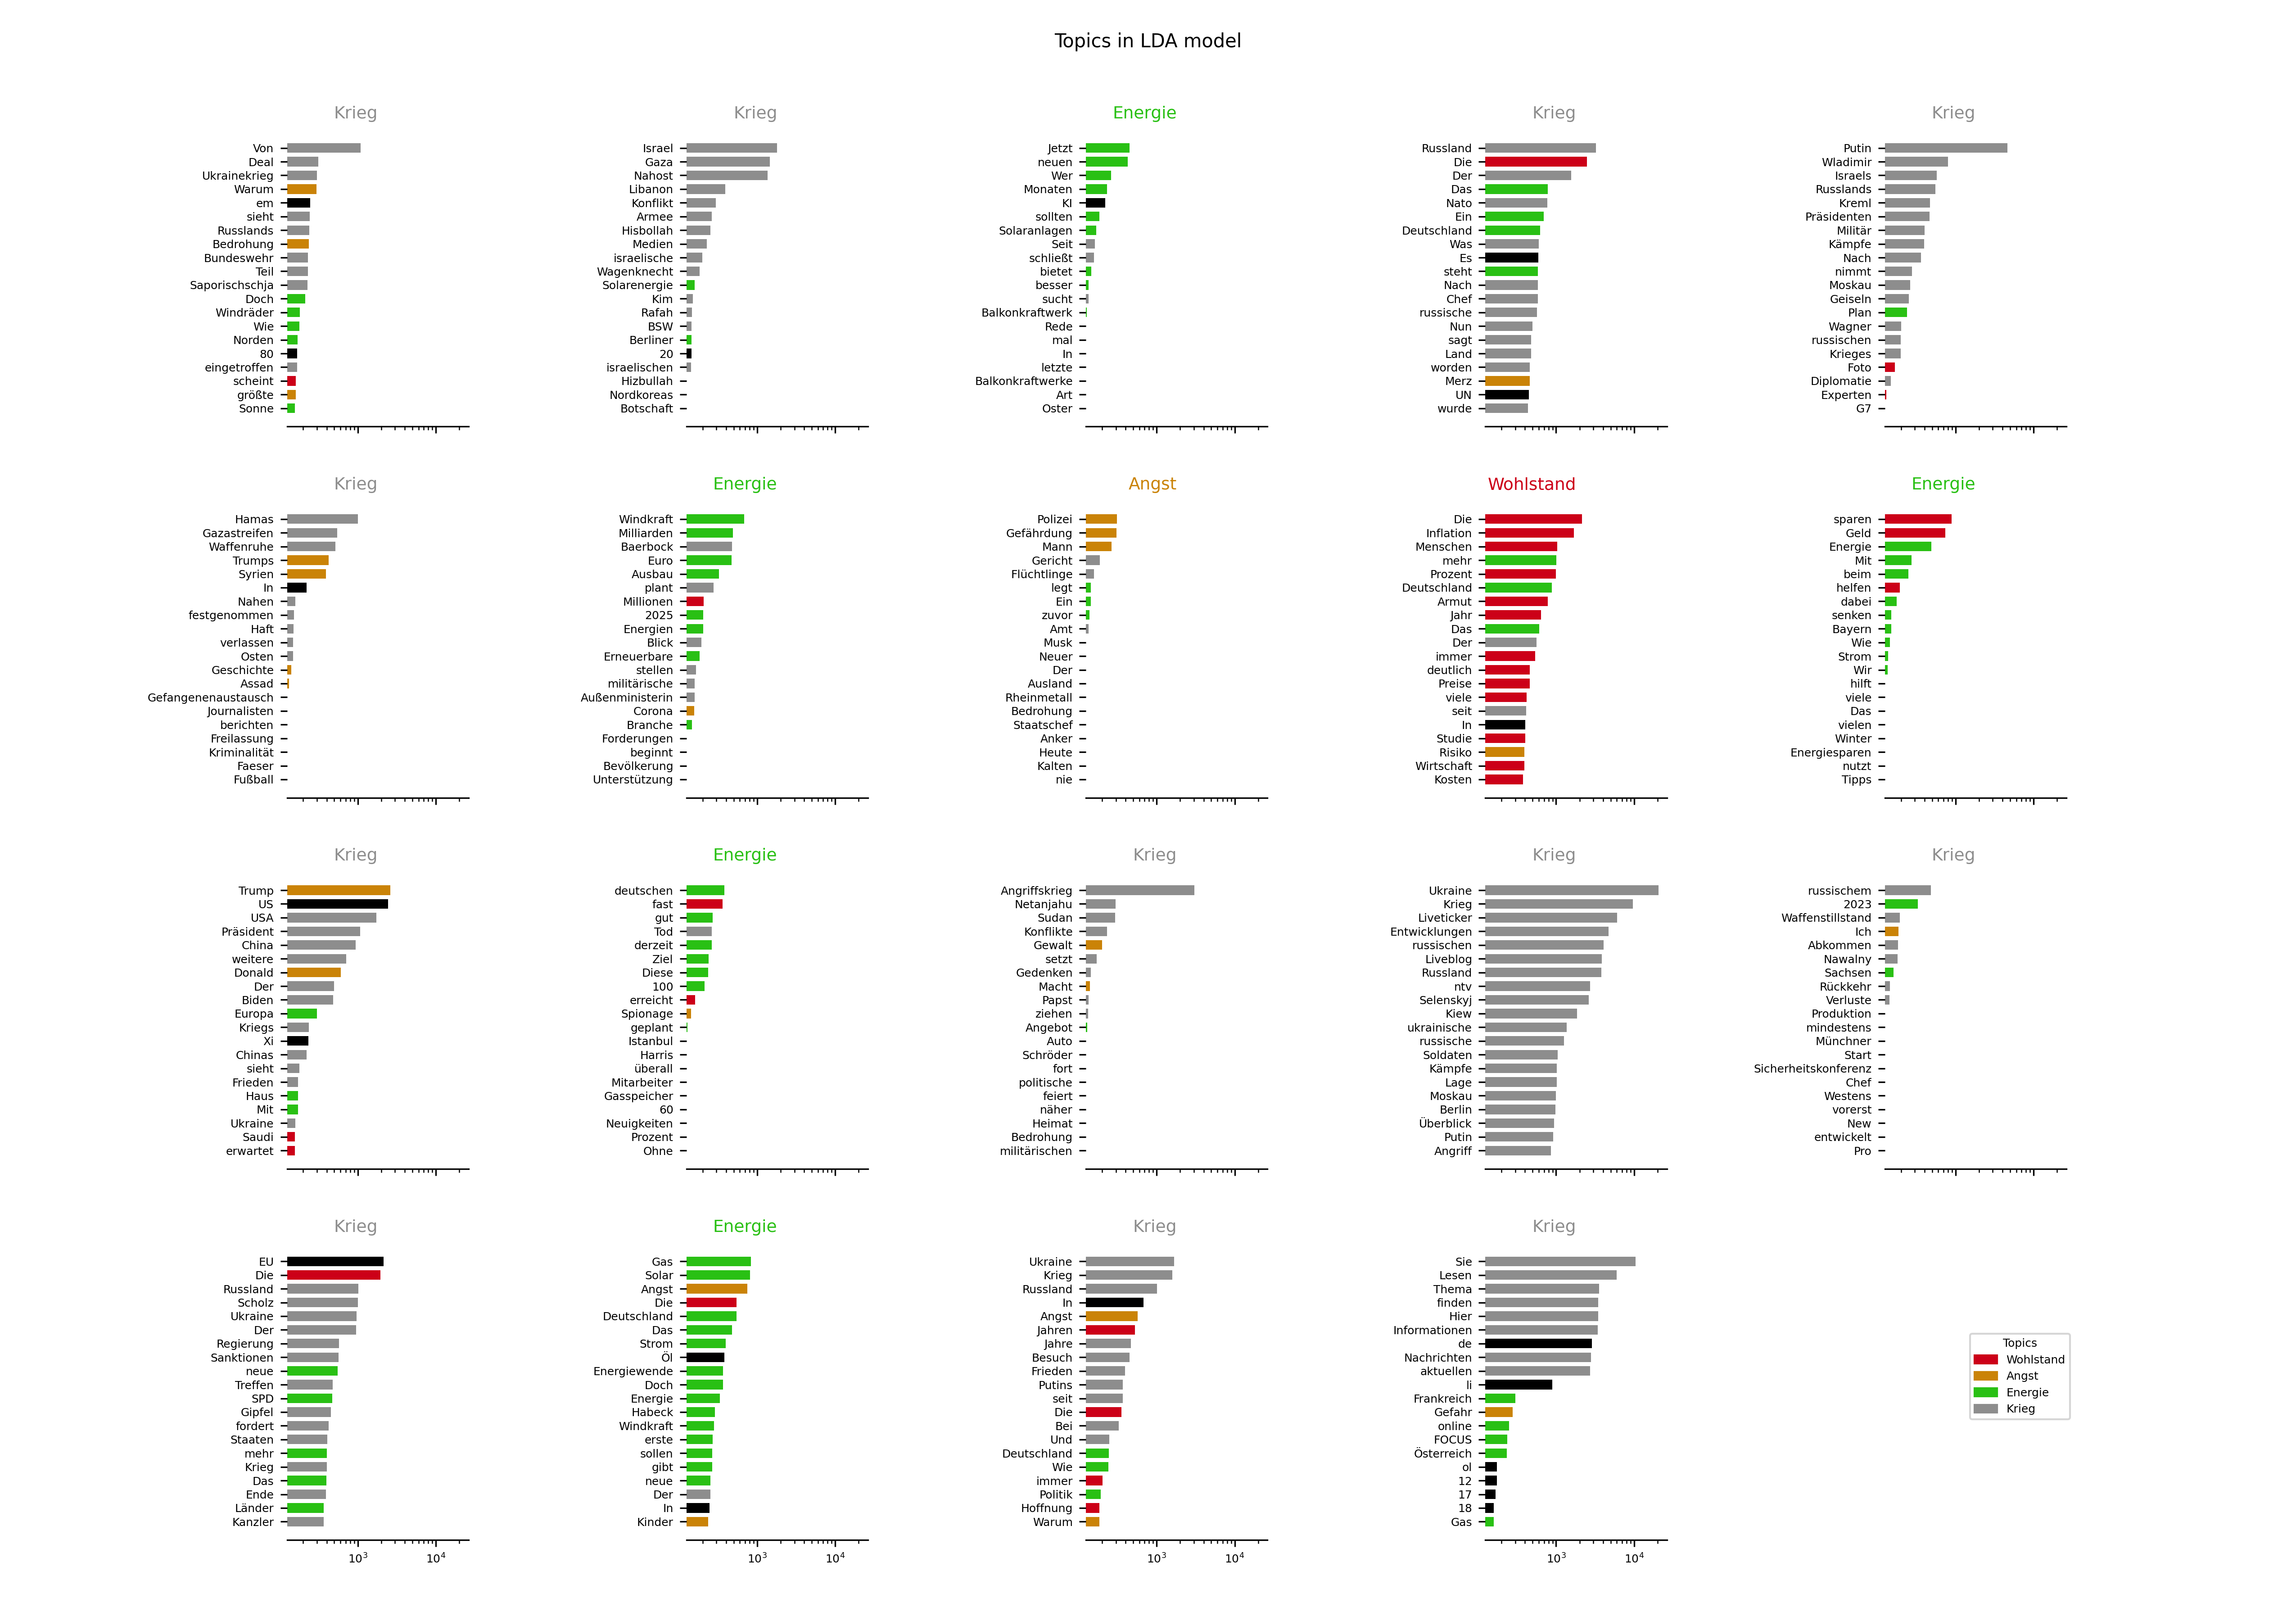 Topics in LDA model
Krieg
Von
Deal
Ukrainekrieg
Warum
em
sieht
Russlands
Bedrohung
Bundeswehr
Teil
Saporischschja
Doch
Windräder
Wie
Norden
80
eingetroffen
scheint
größte
Sonne
Krieg
Israel
Gaza
Nahost
Libanon
Konflikt
Armee
Hisbollah
Medien
israelische
Wagenknecht
Solarenergie
Kim
Rafah
BSW
Berliner
20
israelischen
Hizbullah
Nordkoreas
Botschaft
Energie
Jetzt
neuen
Wer
Monaten
KI
sollten
Solaranlagen
Seit
schließt
bietet
besser
sucht
Balkonkraftwerk
Rede
mal
In
letzte
Balkonkraftwerke
Art
Oster
Krieg
Russland
Die
Der
Das
Nato
Ein
Deutschland
Was
Es
steht
Nach
Chef
russische
Nun
sagt
Land
worden
Merz
UN
wurde
Krieg
Putin
Wladimir
Israels
Russlands
Kreml
Präsidenten
Militär
Kämpfe
Nach
nimmt
Moskau
Geiseln
Plan
Wagner
russischen
Krieges
Foto
Diplomatie
Experten
G7
Krieg
Hamas
Gazastreifen
Waffenruhe
Trumps
Syrien
In
Nahen
festgenommen
Haft
verlassen
Osten
Geschichte
Assad
Gefangenenaustausch
Journalisten
berichten
Freilassung
Kriminalität
Faeser
Fußball
Energie
Windkraft
Milliarden
Baerbock
Euro
Ausbau
plant
Millionen
2025
Energien
Blick
Erneuerbare
stellen
militärische
Außenministerin
Corona
Branche
Forderungen
beginnt
Bevölkerung
Unterstützung
Angst
Polizei
Gefährdung
Mann
Gericht
Flüchtlinge
legt
Ein
zuvor
Amt
Musk
Neuer
Der
Ausland
Rheinmetall
Bedrohung
Staatschef
Anker
Heute
Kalten
nie
Wohlstand
Die
Inflation
Menschen
mehr
Prozent
Deutschland
Armut
Jahr
Das
Der
immer
deutlich
Preise
viele
seit
In
Studie
Risiko
Wirtschaft
Kosten
Energie
sparen
Geld
Energie
Mit
beim
helfen
dabei
senken
Bayern
Wie
Strom
Wir
hilft
viele
Das
vielen
Winter
Energiesparen
nutzt
Tipps
Krieg
Trump
US
USA
Präsident
China
weitere
Donald
Der
Biden
Europa
Kriegs
Xi
Chinas
sieht
Frieden
Haus
Mit
Ukraine
Saudi
erwartet
Energie
deutschen
fast
gut
Tod
derzeit
Ziel
Diese
100
erreicht
Spionage
geplant
Istanbul
Harris
überall
Mitarbeiter
Gasspeicher
60
Neuigkeiten
Prozent
Ohne
Krieg
Angriffskrieg
Netanjahu
Sudan
Konflikte
Gewalt
setzt
Gedenken
Macht
Papst
ziehen
Angebot
Auto
Schröder
fort
politische
feiert
näher
Heimat
Bedrohung
militärischen
Krieg
Ukraine
Krieg
Liveticker
Entwicklungen
russischen
Liveblog
Russland
ntv
Selenskyj
Kiew
ukrainische
russische
Soldaten
Kämpfe
Lage
Moskau
Berlin
Überblick
Putin
Angriff
Krieg
russischem
2023
Waffenstillstand
Ich
Abkommen
Nawalny
Sachsen
Rückkehr
Verluste
Produktion
mindestens
Münchner
Start
Sicherheitskonferenz
Chef
Westens
vorerst
New
entwickelt
Pro
Krieg
EU
Die
Russland
Scholz
Ukraine
Der
Regierung
Sanktionen
neue
Treffen
SPD
Gipfel
fordert
Staaten
mehr
Krieg
Das
Ende
Länder
Kanzler
10³ 10⁴
Energie
Gas
Solar
Angst
Die
Deutschland
Das
Strom
Öl
Energiewende
Doch
Energie
Habeck
Windkraft
erste
sollen
gibt
neue
Der
In
Kinder
10³ 10⁴
Krieg
Ukraine
Krieg
Russland
In
Angst
Jahren
Jahre
Besuch
Frieden
Putins
seit
Die
Bei
Und
Deutschland
Wie
immer
Politik
Hoffnung
Warum
10³ 10⁴
Krieg
Sie
Lesen
Thema
finden
Hier
Informationen
de
Nachrichten
aktuellen
li
Frankreich
Gefahr
online
FOCUS
Österreich
ol
12
17
18
Gas
10³ 10⁴
Topics
Wohlstand
Angst
Energie
Krieg